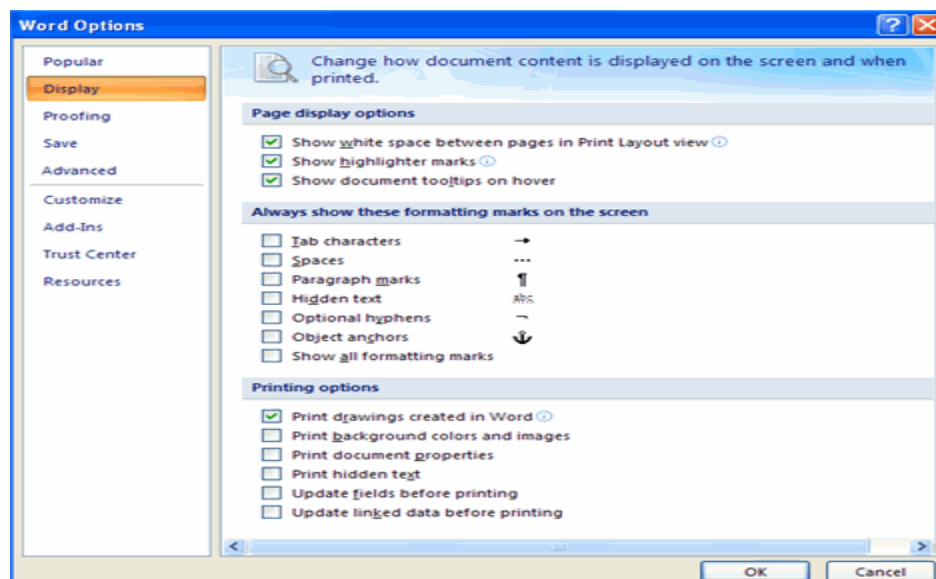 Word Options
Popular
Display
Proofing
Save
Advanced
Customize
Add-Ins
Trust Center
Resources
Change how document content is displayed on the screen and when
printed.
Page display options
Show white space between pages in Print Layout view
Show highlighter marks
Show document tooltips on hover
Always show these formatting marks on the screen
Tab characters →
Spaces ···
Paragraph marks ¶
Hidden text abc
Optional hyphens ¬
Object anchors
Show all formatting marks
Printing options
Print drawings created in Word
Print background colors and images
Print document properties
Print hidden text
Update fields before printing
Update linked data before printing
OK Cancel